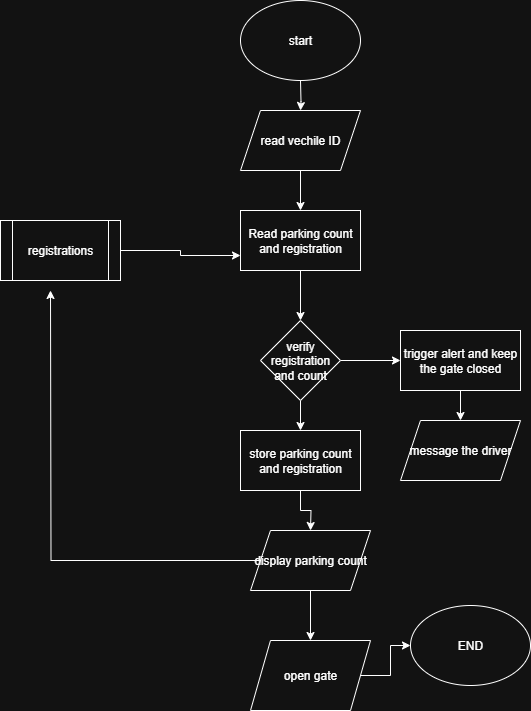 start
read vechile ID
Read parking count
and registration
registrations
verify
registration
and count
trigger alert and keep
the gate closed
message the driver
store parking count
and registration
display parking count
open gate
END